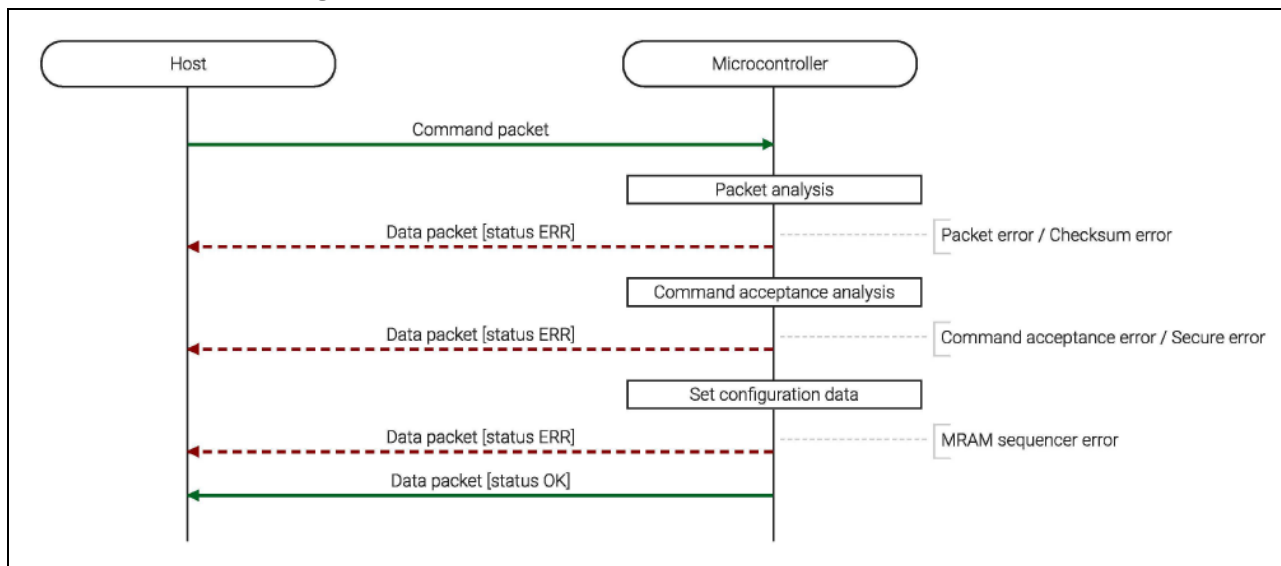 Host
Microcontroller
Command packet
Packet analysis
Data packet [status ERR]
Packet error / Checksum error
Command acceptance analysis
Data packet [status ERR]
Command acceptance error / Secure error
Set configuration data
Data packet [status ERR]
MRAM sequencer error
Data packet [status OK]